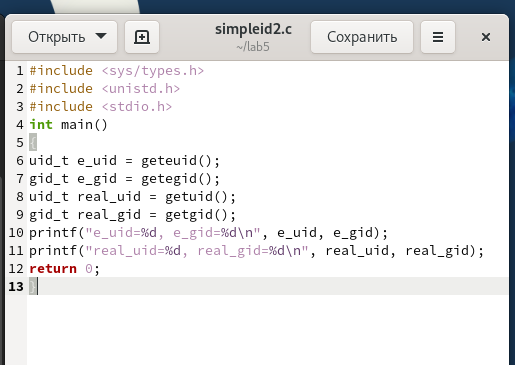 Открыть simpleid2.c Сохранить
~/lab5
1 #include <sys/types.h>
2 #include <unistd.h>
3 #include <stdio.h>
4 int main()
5 {
6 uid_t e_uid = geteuid();
7 gid_t e_gid = getegid();
8 uid_t real_uid = getuid();
9 gid_t real_gid = getgid();
10 printf("e_uid=%d, e_gid=%d\n", e_uid, e_gid);
11 printf("real_uid=%d, real_gid=%d\n", real_uid, real_gid);
12 return 0;
13 }